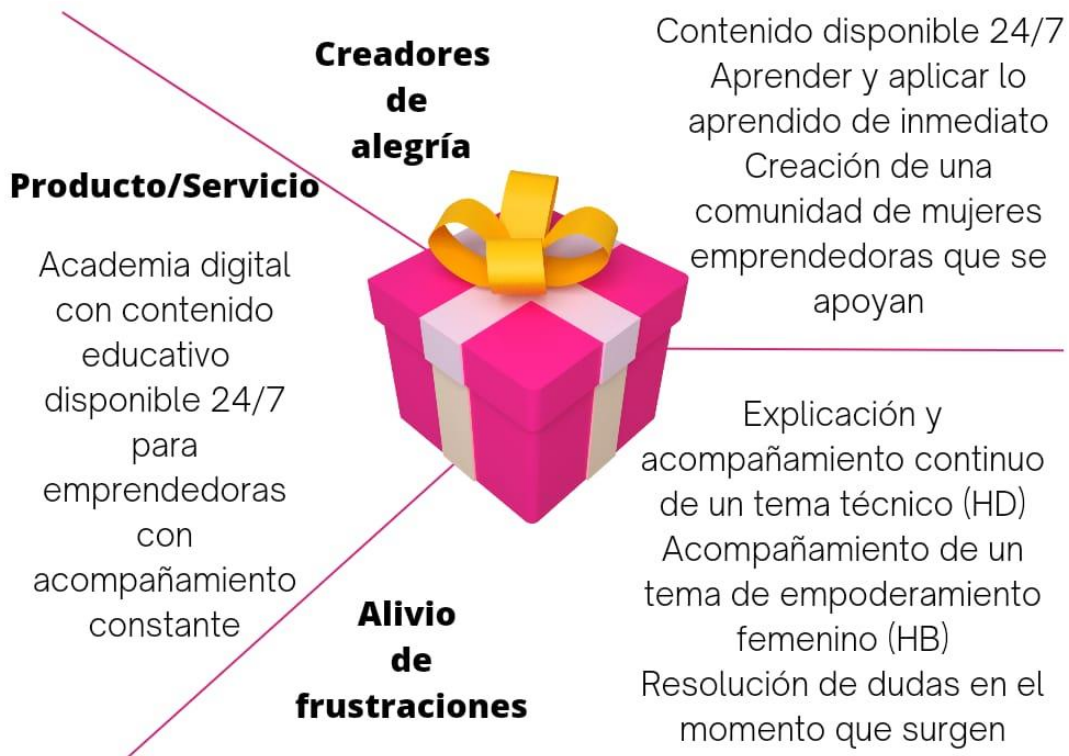 Creadores
de
alegría
Contenido disponible 24/7
Aprender y aplicar lo
aprendido de inmediato
Creación de una
comunidad de mujeres
emprendedoras que se
apoyan
Producto/Servicio
Academia digital
con contenido
educativo
disponible 24/7
para
emprendedoras
con
acompañamiento
constante
Alivio
de
frustraciones
Explicación y
acompañamiento continuo
de un tema técnico (HD)
Acompañamiento de un
tema de empoderamiento
femenino (HB)
Resolución de dudas en el
momento que surgen